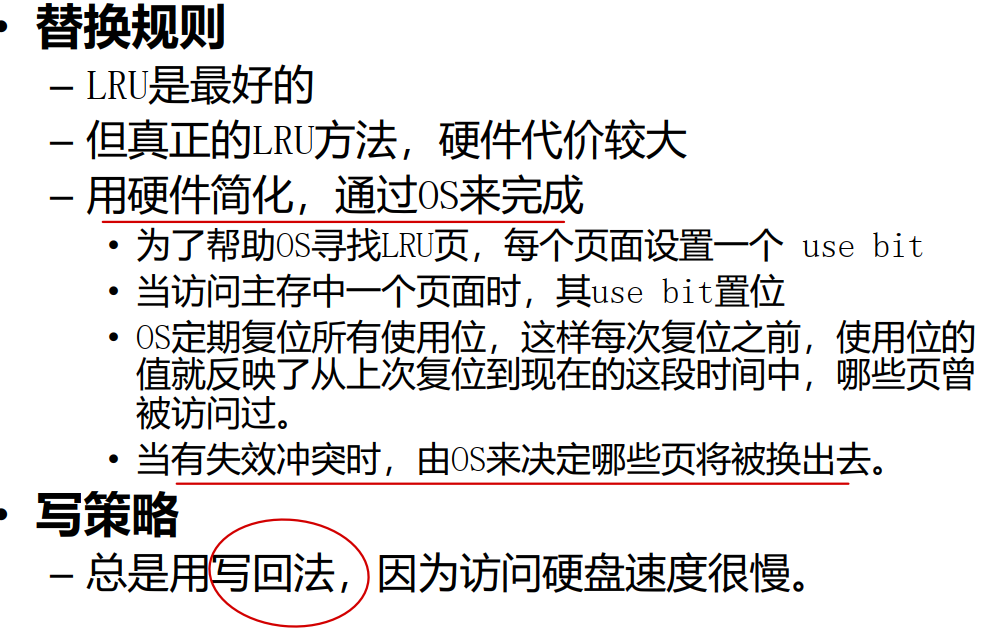 • 替换规则
– LRU是最好的
– 但真正的LRU方法，硬件代价较大
– 用硬件简化，通过OS来完成
• 为了帮助OS寻找LRU页，每个页面设置一个 use bit
• 当访问主存中一个页面时，其use bit置位
• OS定期复位所有使用位，这样每次复位之前，使用位的
值就反映了从上次复位到现在的这段时间中，哪些页曾
被访问过。
• 当有失效冲突时，由OS来决定哪些页将被换出去。
• 写策略
– 总是用写回法，因为访问硬盘速度很慢。